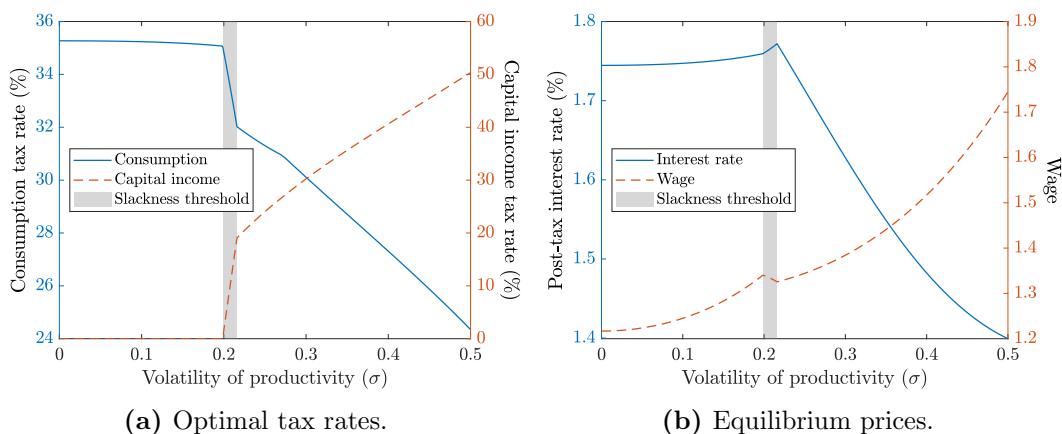 36
34
32
30
28
26
24
Consumption tax rate (%)
60
50
40
30
20
10
0
Capital income tax rate (%)
Consumption
Capital income
Slackness threshold
0 0.1 0.2 0.3 0.4 0.5
Volatility of productivity (σ)
(a) Optimal tax rates.
1.8
1.7
1.6
1.5
1.4
Post-tax interest rate (%)
1.9
1.8
1.7
1.6
1.5
1.4
1.3
1.2
Wage
Interest rate
Wage
Slackness threshold
0 0.1 0.2 0.3 0.4 0.5
Volatility of productivity (σ)
(b) Equilibrium prices.